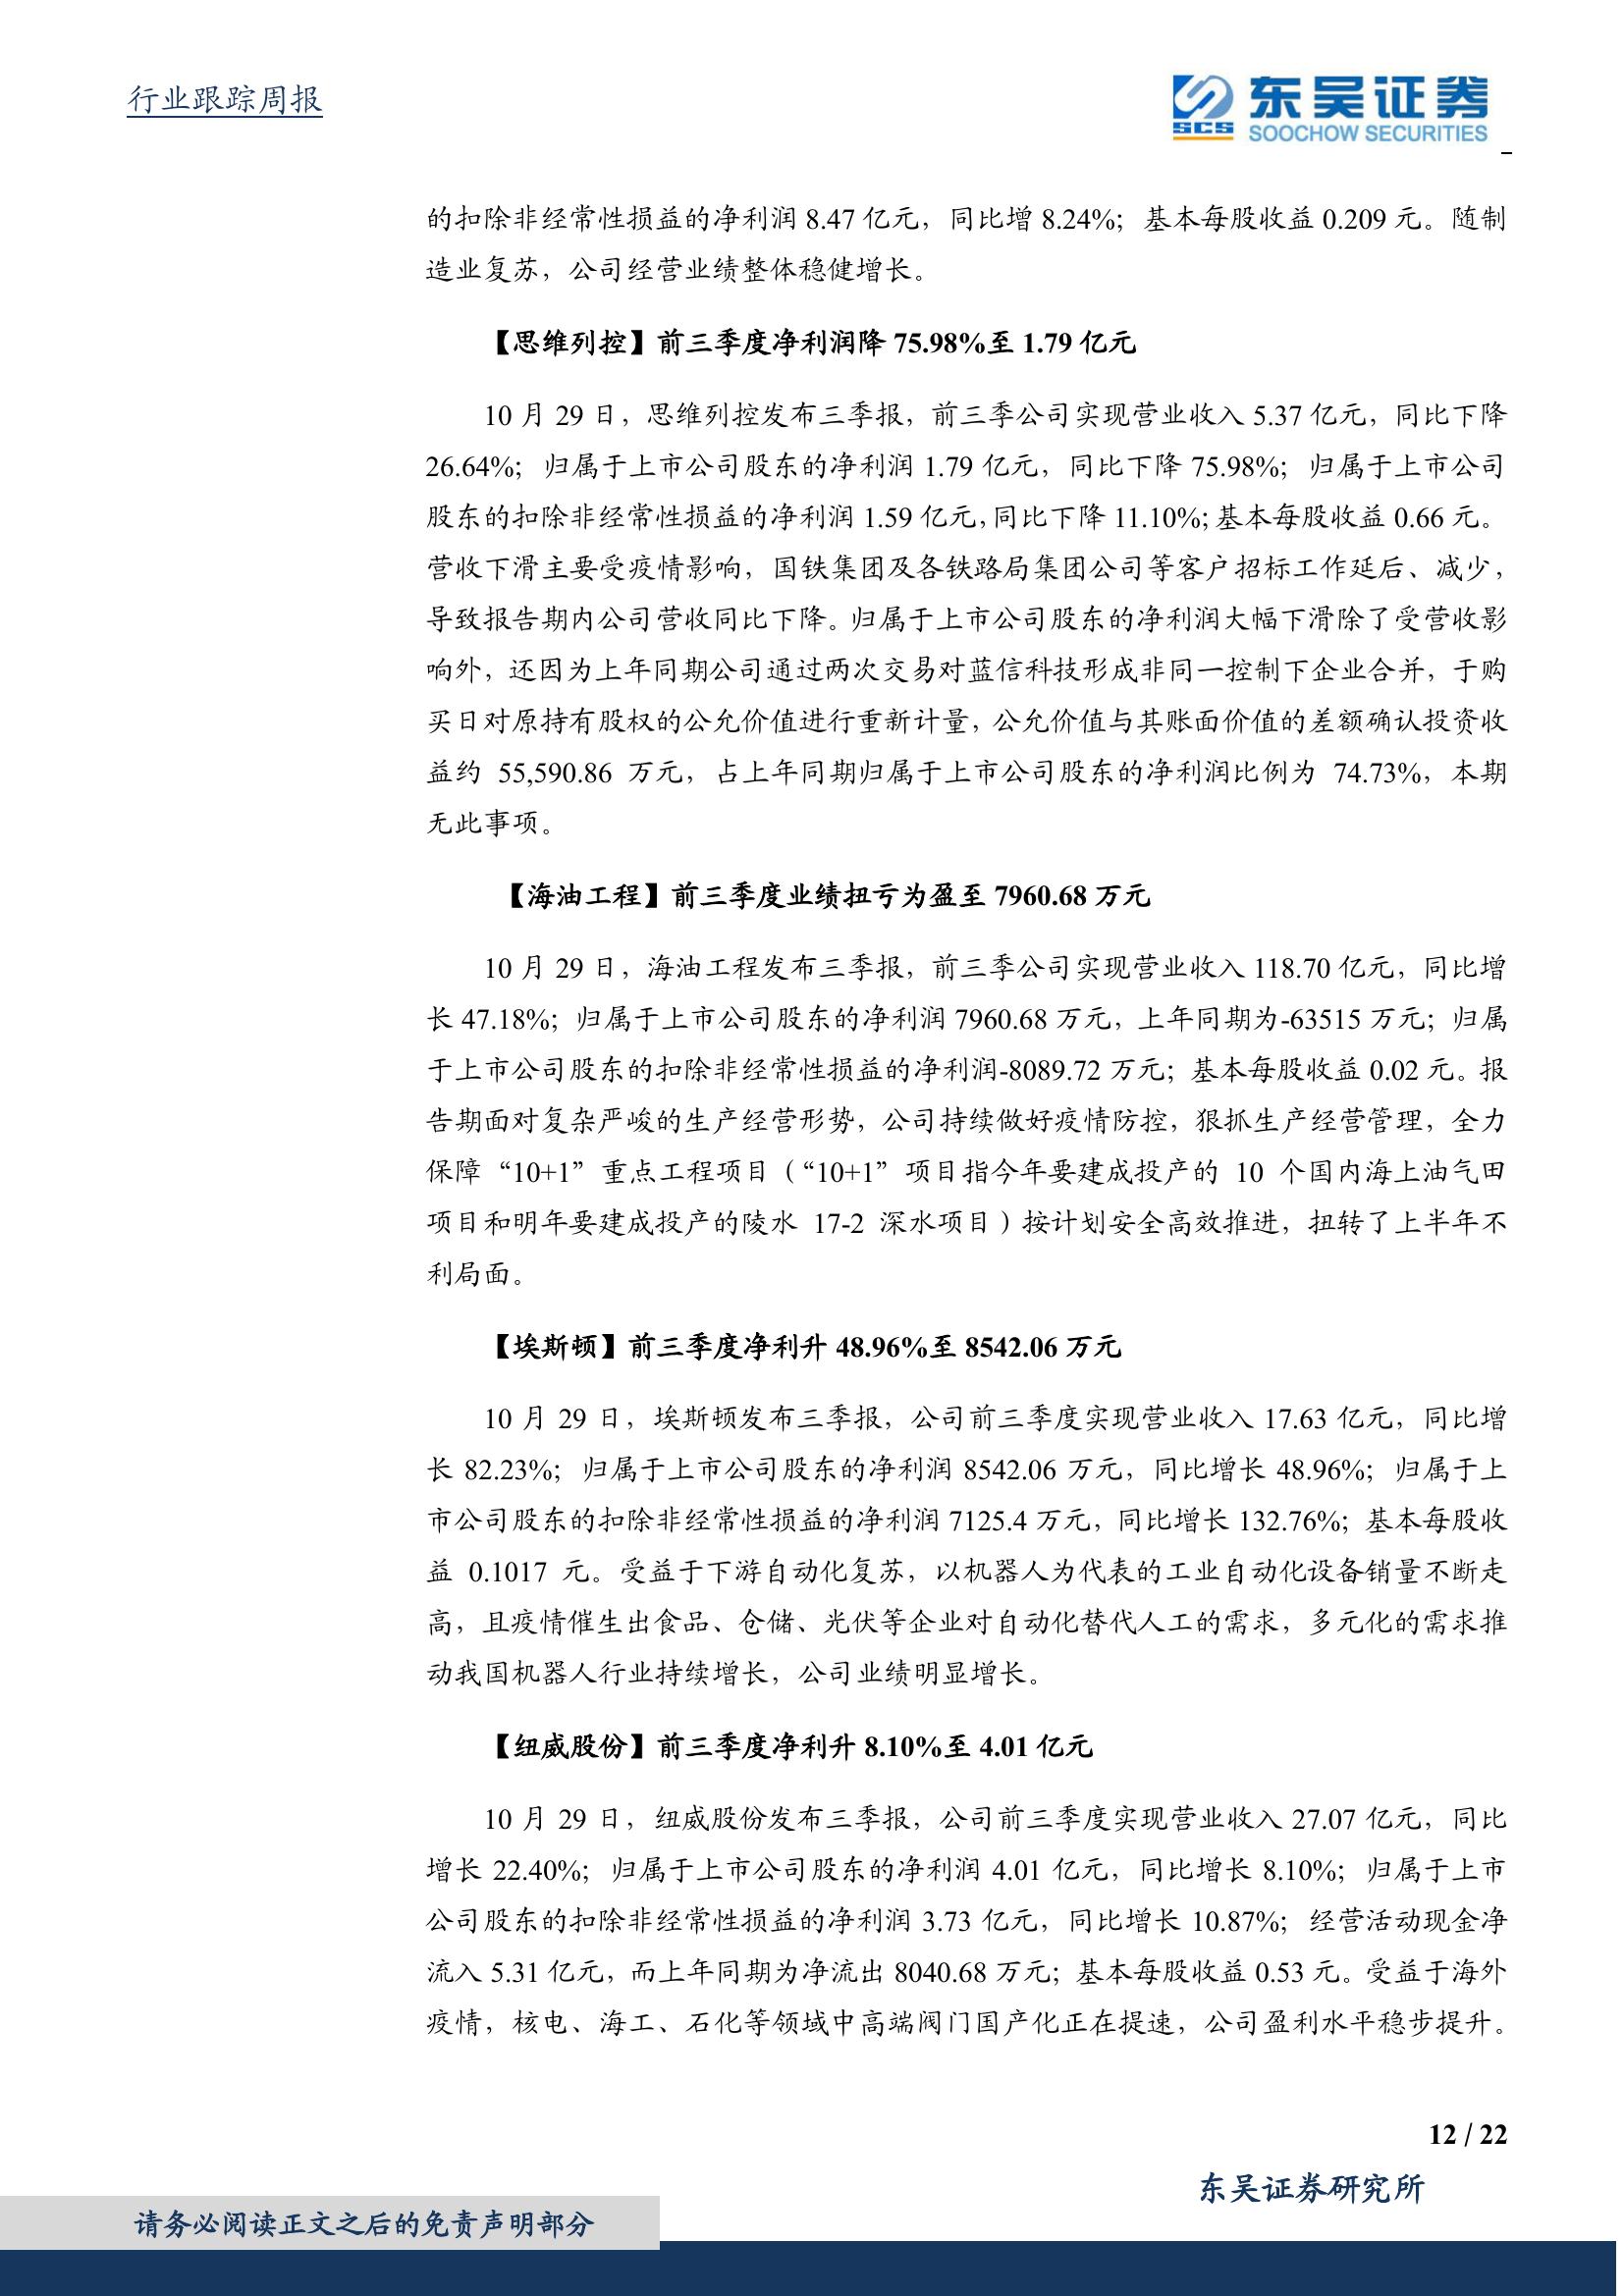 行业跟踪周报
东吴证券
SCS
SOOCHOW SECURITIES
的扣除非经常性损益的净利润 8.47 亿元，同比增 8.24%；基本每股收益 0.209 元。随制
造业复苏，公司经营业绩整体稳健增长。
【思维列控】前三季度净利润降 75.98%至 1.79 亿元
10 月 29 日，思维列控发布三季报，前三季公司实现营业收入 5.37 亿元，同比下降
26.64%；归属于上市公司股东的净利润 1.79 亿元，同比下降 75.98%；归属于上市公司
股东的扣除非经常性损益的净利润 1.59 亿元，同比下降 11.10%；基本每股收益 0.66 元。
营收下滑主要受疫情影响，国铁集团及各铁路局集团公司等客户招标工作延后、减少，
导致报告期内公司营收同比下降。归属于上市公司股东的净利润大幅下滑除了受营收影
响外，还因为上年同期公司通过两次交易对蓝信科技形成非同一控制下企业合并，于购
买日对原持有股权的公允价值进行重新计量，公允价值与其账面价值的差额确认投资收
益约 55,590.86 万元，占上年同期归属于上市公司股东的净利润比例为 74.73%，本期
无此事项。
【海油工程】前三季度业绩扭亏为盈至 7960.68 万元
10 月 29 日，海油工程发布三季报，前三季公司实现营业收入 118.70 亿元，同比增
长 47.18%；归属于上市公司股东的净利润 7960.68 万元，上年同期为-63515 万元；归属
于上市公司股东的扣除非经常性损益的净利润-8089.72 万元；基本每股收益 0.02 元。报
告期面对复杂严峻的生产经营形势，公司持续做好疫情防控，狠抓生产经营管理，全力
保障“10+1”重点工程项目（“10+1”项目指今年要建成投产的 10 个国内海上油气田
项目和明年要建成投产的陵水 17-2 深水项目）按计划安全高效推进，扭转了上半年不
利局面。
【埃斯顿】前三季度净利升 48.96%至 8542.06 万元
10 月 29 日，埃斯顿发布三季报，公司前三季度实现营业收入 17.63 亿元，同比增
长 82.23%；归属于上市公司股东的净利润 8542.06 万元，同比增长 48.96%；归属于上
市公司股东的扣除非经常性损益的净利润 7125.4 万元，同比增长 132.76%；基本每股收
益 0.1017 元。受益于下游自动化复苏，以机器人为代表的工业自动化设备销量不断走
高，且疫情催生出食品、仓储、光伏等企业对自动化替代人工的需求，多元化的需求推
动我国机器人行业持续增长，公司业绩明显增长。
【纽威股份】前三季度净利升 8.10%至 4.01 亿元
10 月 29 日，纽威股份发布三季报，公司前三季度实现营业收入 27.07 亿元，同比
增长 22.40%；归属于上市公司股东的净利润 4.01 亿元，同比增长 8.10%；归属于上市
公司股东的扣除非经常性损益的净利润 3.73 亿元，同比增长 10.87%；经营活动现金净
流入 5.31 亿元，而上年同期为净流出 8040.68 万元；基本每股收益 0.53 元。受益于海外
疫情，核电、海工、石化等领域中高端阀门国产化正在提速，公司盈利水平稳步提升。
12 / 22
东吴证券研究所
请务必阅读正文之后的免责声明部分